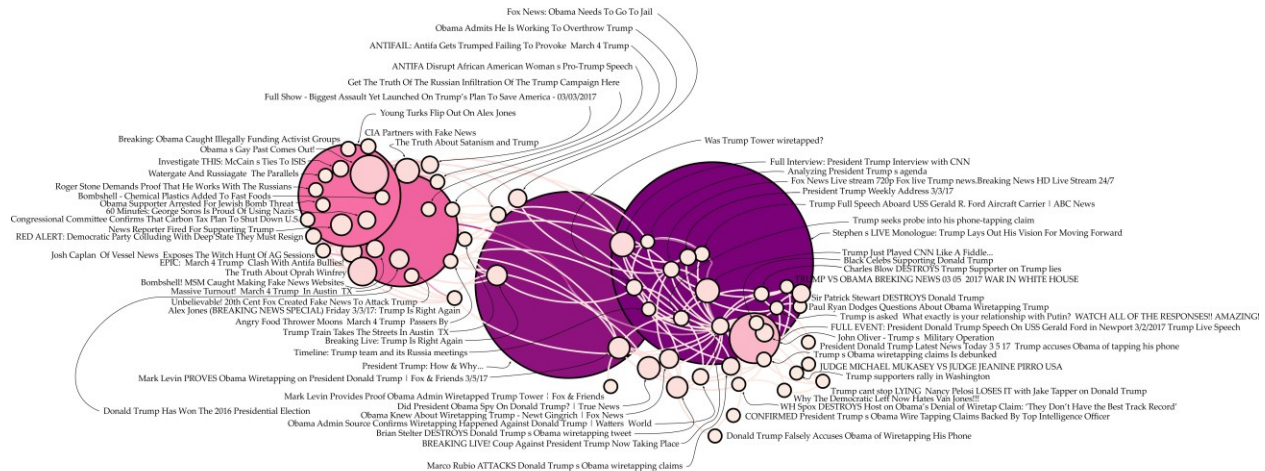 Fox News: Obama Needs To Go To Jail
Obama Admits He Is Working To Overthrow Trump
ANTIFAIL: Antifa Gets Trumped Failing To Provoke March 4 Trump
ANTIFA Disrupt African American Woman s Pro-Trump Speech
Get The Truth Of The Russian Infiltration Of The Trump Campaign Here
Full Show - Biggest Assault Yet Launched On Trump's Plan To Save America - 03/03/2017
Young Turks Flip Out On Alex Jones
CIA Partners with Fake News
The Truth About Satanism and Trump
Breaking: Obama Caught Illegally Funding Activist Groups
Obama s Gay Past Comes Out!
Investigate THIS: McCain s Ties To ISIS
Watergate And Russiagate The Parallels
Roger Stone Demands Proof That He Works With The Russians
Bombshell - Chemical Plastics Added To Fast Foods
Obama Supporter Arrested For Jewish Bomb Threat
60 Minutes: George Soros Is Proud Of Using Nazis
Congressional Committee Confirms That Carbon Tax Plan To Shut Down U.S.
News Reporter Fired For Supporting Trump
RED ALERT: Democratic Party Colluding With Deep State They Must Resign
Josh Caplan Of Vessel News Exposes The Witch Hunt Of AG Sessions
EPIC: March 4 Trump Clash With Antifa Bullies!
The Truth About Oprah Winfrey
Bombshell! MSM Caught Making Fake News Websites
Massive Turnout! March 4 Trump In Austin TX
Unbelievable! 20th Cent Fox Created Fake News To Attack Trump
Alex Jones (BREAKING NEWS SPECIAL) Friday 3/3/17: Trump Is Right Again
Angry Food Thrower Moons March 4 Trump Passers By
Trump Train Takes The Streets In Austin TX
Breaking Live: Trump Is Right Again
Timeline: Trump team and its Russia meetings
President Trump: How & Why...
Mark Levin PROVES Obama Wiretapping on President Donald Trump | Fox & Friends 3/5/17
Donald Trump Has Won The 2016 Presidential Election
Mark Levin Provides Proof Obama Admin Wiretapped Trump Tower | Fox & Friends
Did President Obama Spy On Donald Trump? | True News
Obama Knew About Wiretapping Trump - Newt Gingrich | Fox News
Obama Admin Source Confirms Wiretapping Happened Against Donald Trump | Watters World
Brian Stelter DESTROYS Donald Trump s Obama wiretapping tweet
BREAKING LIVE! Coup Against President Trump Now Taking Place
Marco Rubio ATTACKS Donald Trump s Obama wiretapping claims
Was Trump Tower wiretapped?
Full Interview: President Trump Interview with CNN
Analyzing President Trump s agenda
Fox News Live stream 720p Fox live Trump news.Breaking News HD Live Stream 24/7
President Trump Weekly Address 3/3/17
Trump Full Speech Aboard USS Gerald R. Ford Aircraft Carrier | ABC News
Trump seeks probe into his phone-tapping claim
Stephen s LIVE Monologue: Trump Lays Out His Vision For Moving Forward
Trump Just Played CNN Like A Fiddle...
Black Celebs Supporting Donald Trump
Charles Blow DESTROYS Trump Supporter on Trump lies
TRUMP VS OBAMA BREKING NEWS 03 05 2017 WAR IN WHITE HOUSE
Sir Patrick Stewart DESTROYS Donald Trump
Paul Ryan Dodges Questions About Obama Wiretapping Trump
Trump is asked What exactly is your relationship with Putin? WATCH ALL OF THE RESPONSES!! AMAZING!
FULL EVENT: President Donald Trump Speech On USS Gerald Ford in Newport 3/2/2017 Trump Live Speech
John Oliver - Trump s Military Operation
President Donald Trump Latest News Today 3 5 17 Trump accuses Obama of tapping his phone
Trump s Obama wiretapping claims Is debunked
JUDGE MICHAEL MUKASEY VS JUDGE JEANINE PIRRO USA
Trump supporters rally in Washington
Trump cant stop LYING Nancy Pelosi LOSES IT with Jake Tapper on Donald Trump
Why The Democratic Left Now Hates Van Jones!!!
WH Spox DESTROYS Host on Obama's Denial of Wiretap Claim: 'They Don't Have the Best Track Record'
CONFIRMED President Trump s Obama Wire Tapping Claims Backed By Top Intelligence Officer
Donald Trump Falsely Accuses Obama of Wiretapping His Phone